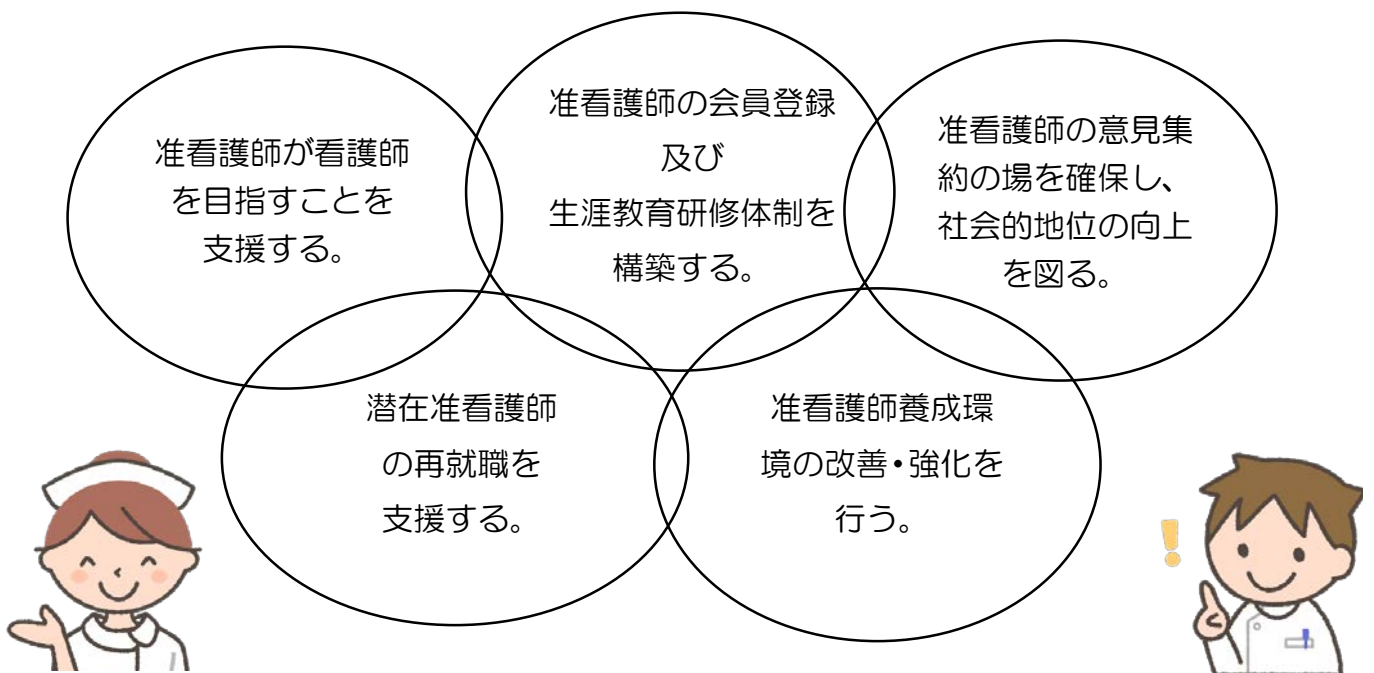 准看護師が看護師
を目指すことを
支援する。
准看護師の会員登録
及び
生涯教育研修体制を
構築する。
准看護師の意見集
約の場を確保し、
社会的地位の向上
を図る。
潜在准看護師
の再就職を
支援する。
准看護師養成環
境の改善・強化を
行う。